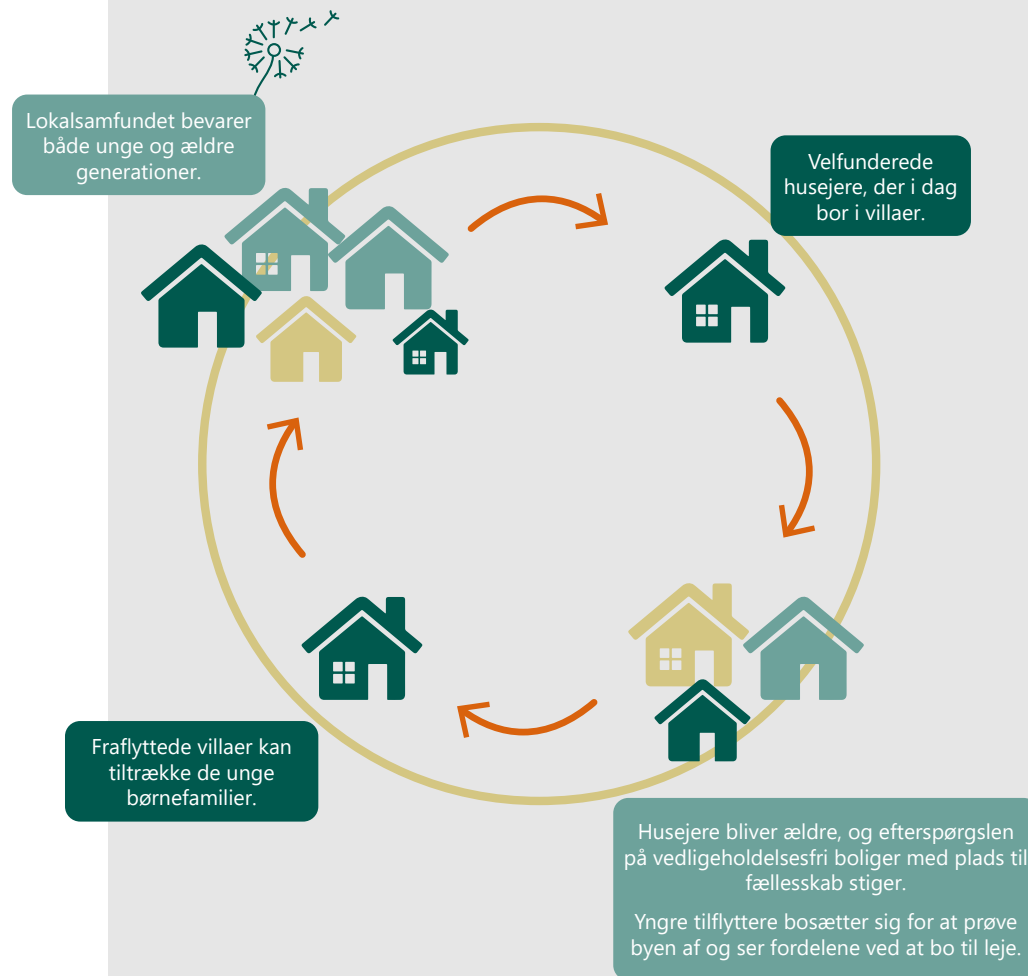 Lokalsamfundet bevarer
både unge og ældre
generationer.
Velfunderede
husejere, der i dag
bor i villaer.
Fraflyttede villaer kan
tiltrække de unge
børnefamilier.
Husejere bliver ældre, og efterspørgslen
på vedligeholdelsesfri boliger med plads til
fællesskab stiger.
Yngre tilflyttere bosætter sig for at prøve
byen af og ser fordelene ved at bo til leje.